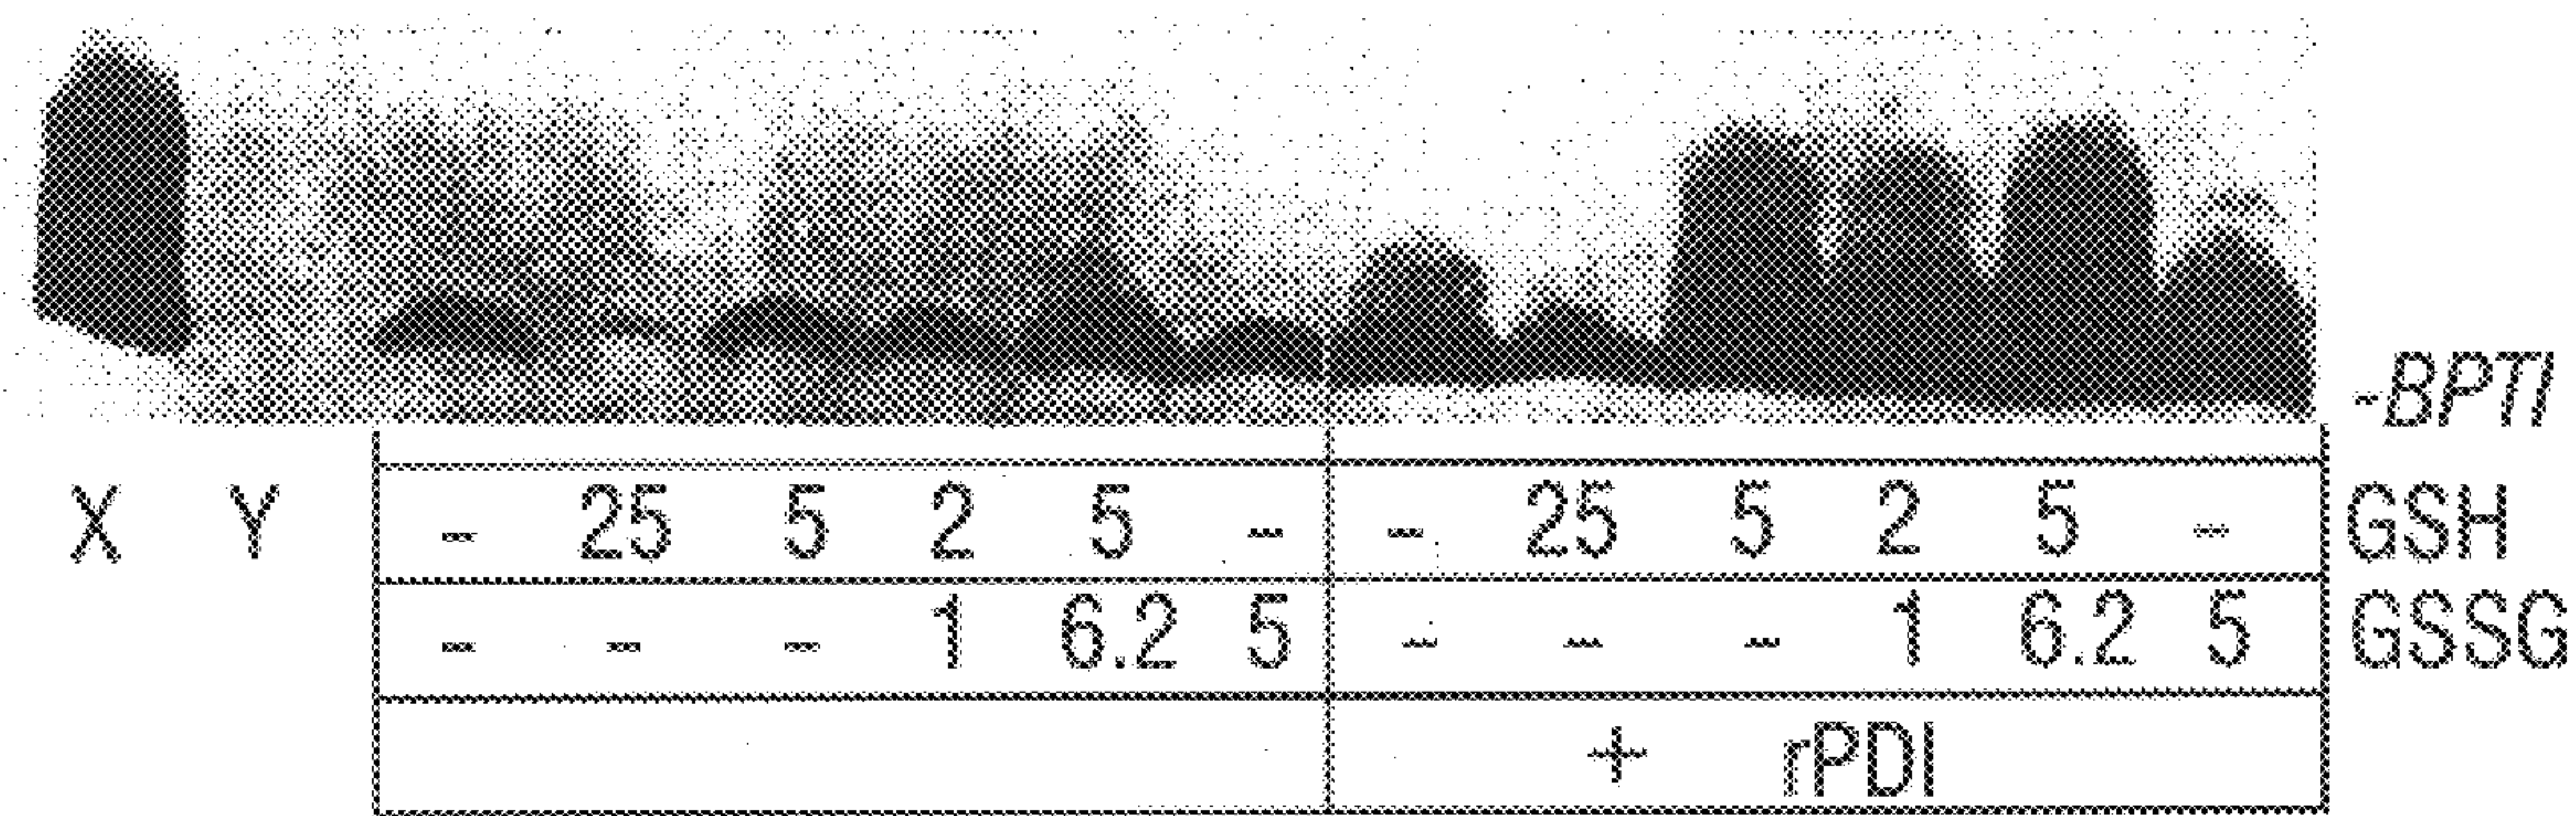 -BPTI
X Y - 25 5 2 5 - - 25 5 2 5 - GSH
- - - 1 6.2 5 - - - 1 6.2 5 GSSG
+ rPDI